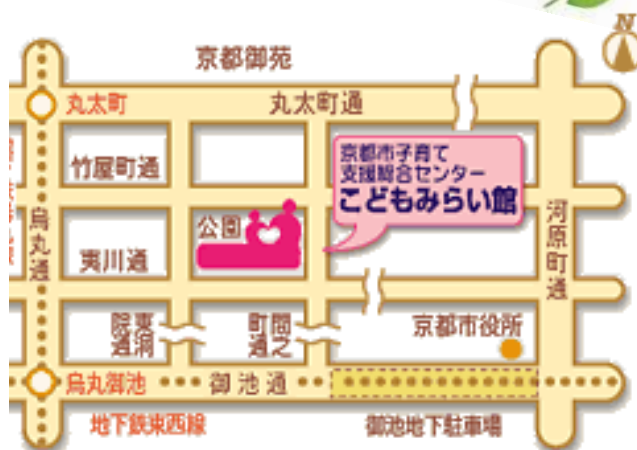 N
京都御苑
丸太町
丸太町通
京都市子育て
支援総合センター
こどもみらい館
竹屋町通
公園
烏丸通
河原町通
夷川通
東洞院通
間之町通
京都市役所
烏丸御池
御池通
地下鉄東西線
御池地下駐車場